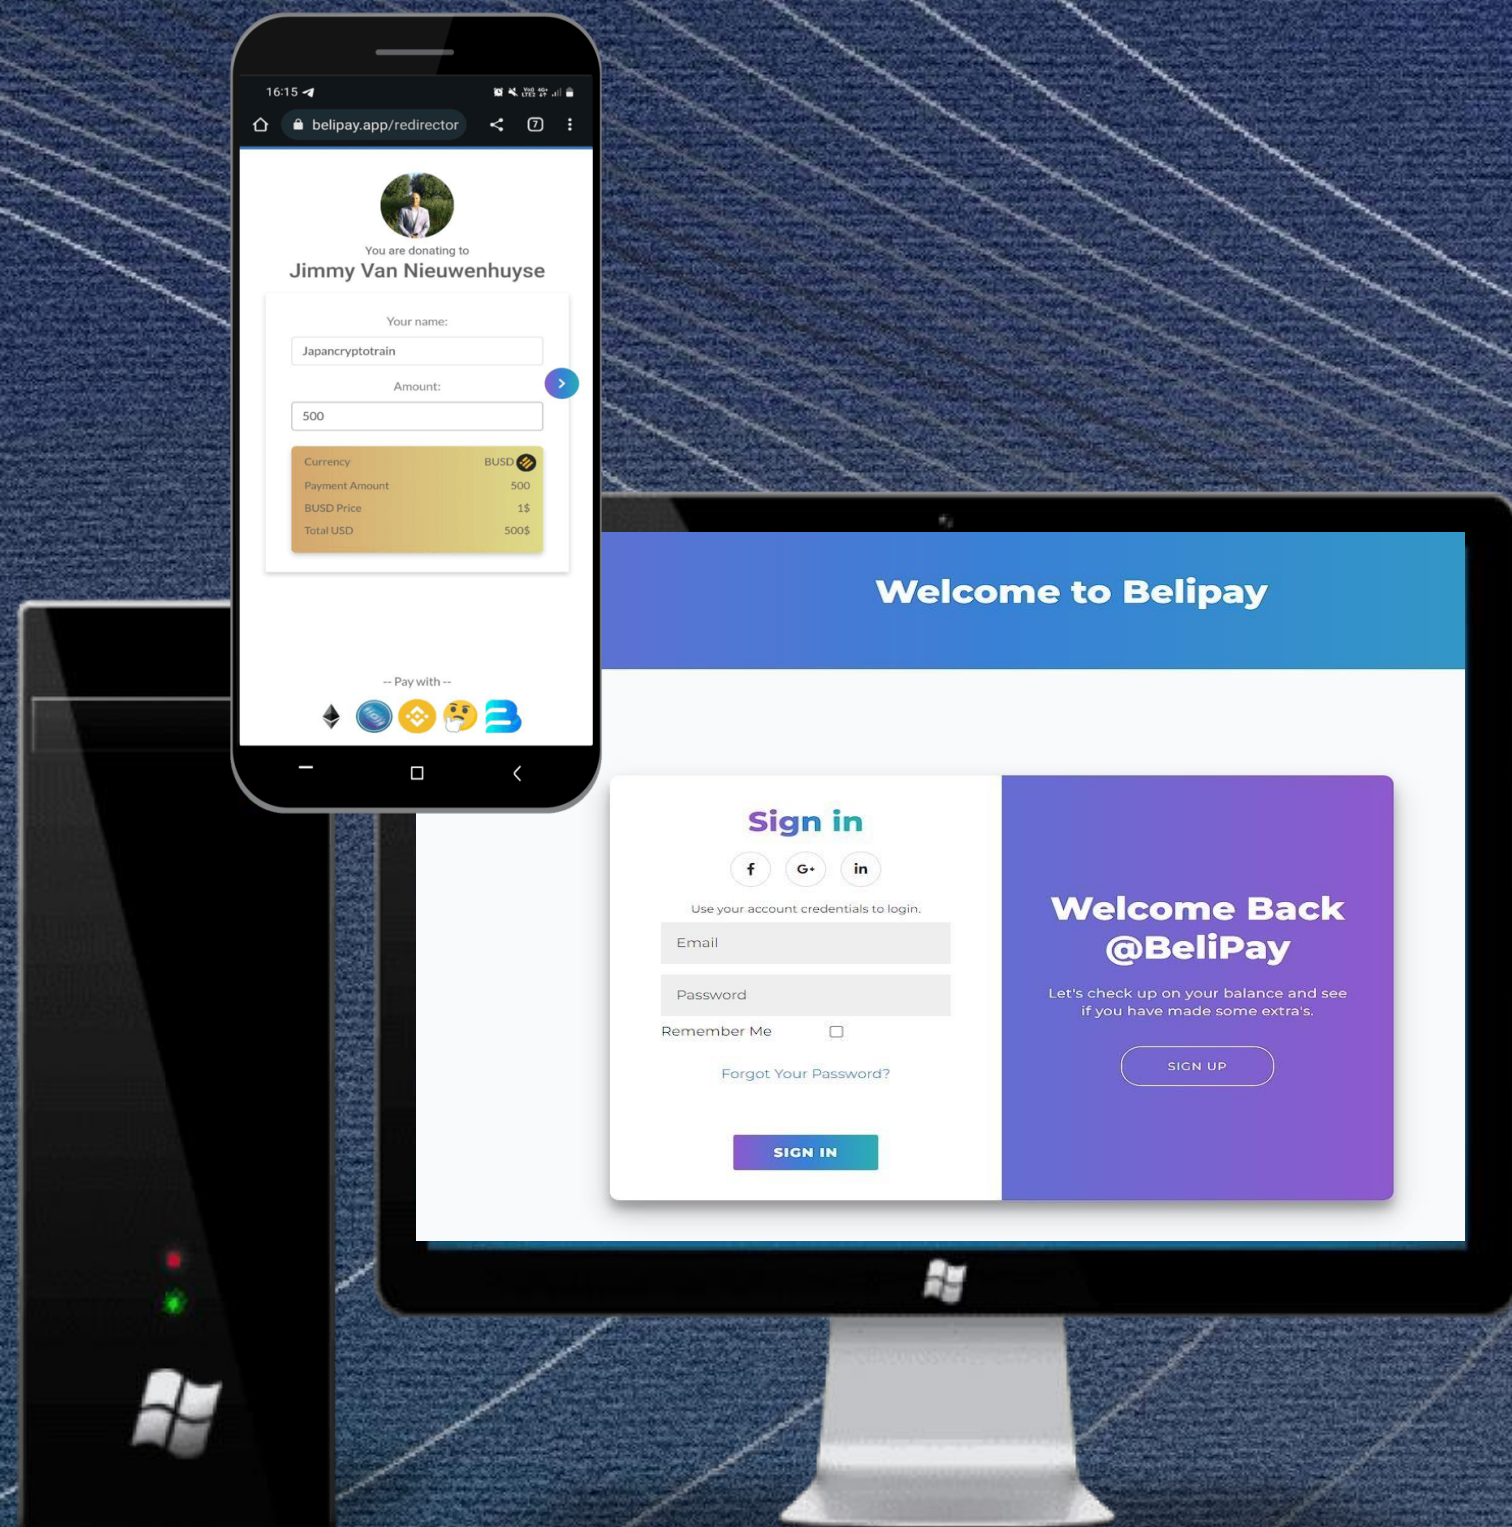 16:15
belipay.app/redirector
7
You are donating to
Jimmy Van Nieuwenhuyse
Your name:
Japancryptotrain
Amount:
500
Currency BUSD
Payment Amount 500
BUSD Price 1$
Total USD 500$
-- Pay with --
Welcome to Belipay
Sign in
f G+ in
Use your account credentials to login.
Email
Password
Remember Me
Forgot Your Password?
SIGN IN
Welcome Back
@BeliPay
Let's check up on your balance and see
if you have made some extra's.
SIGN UP